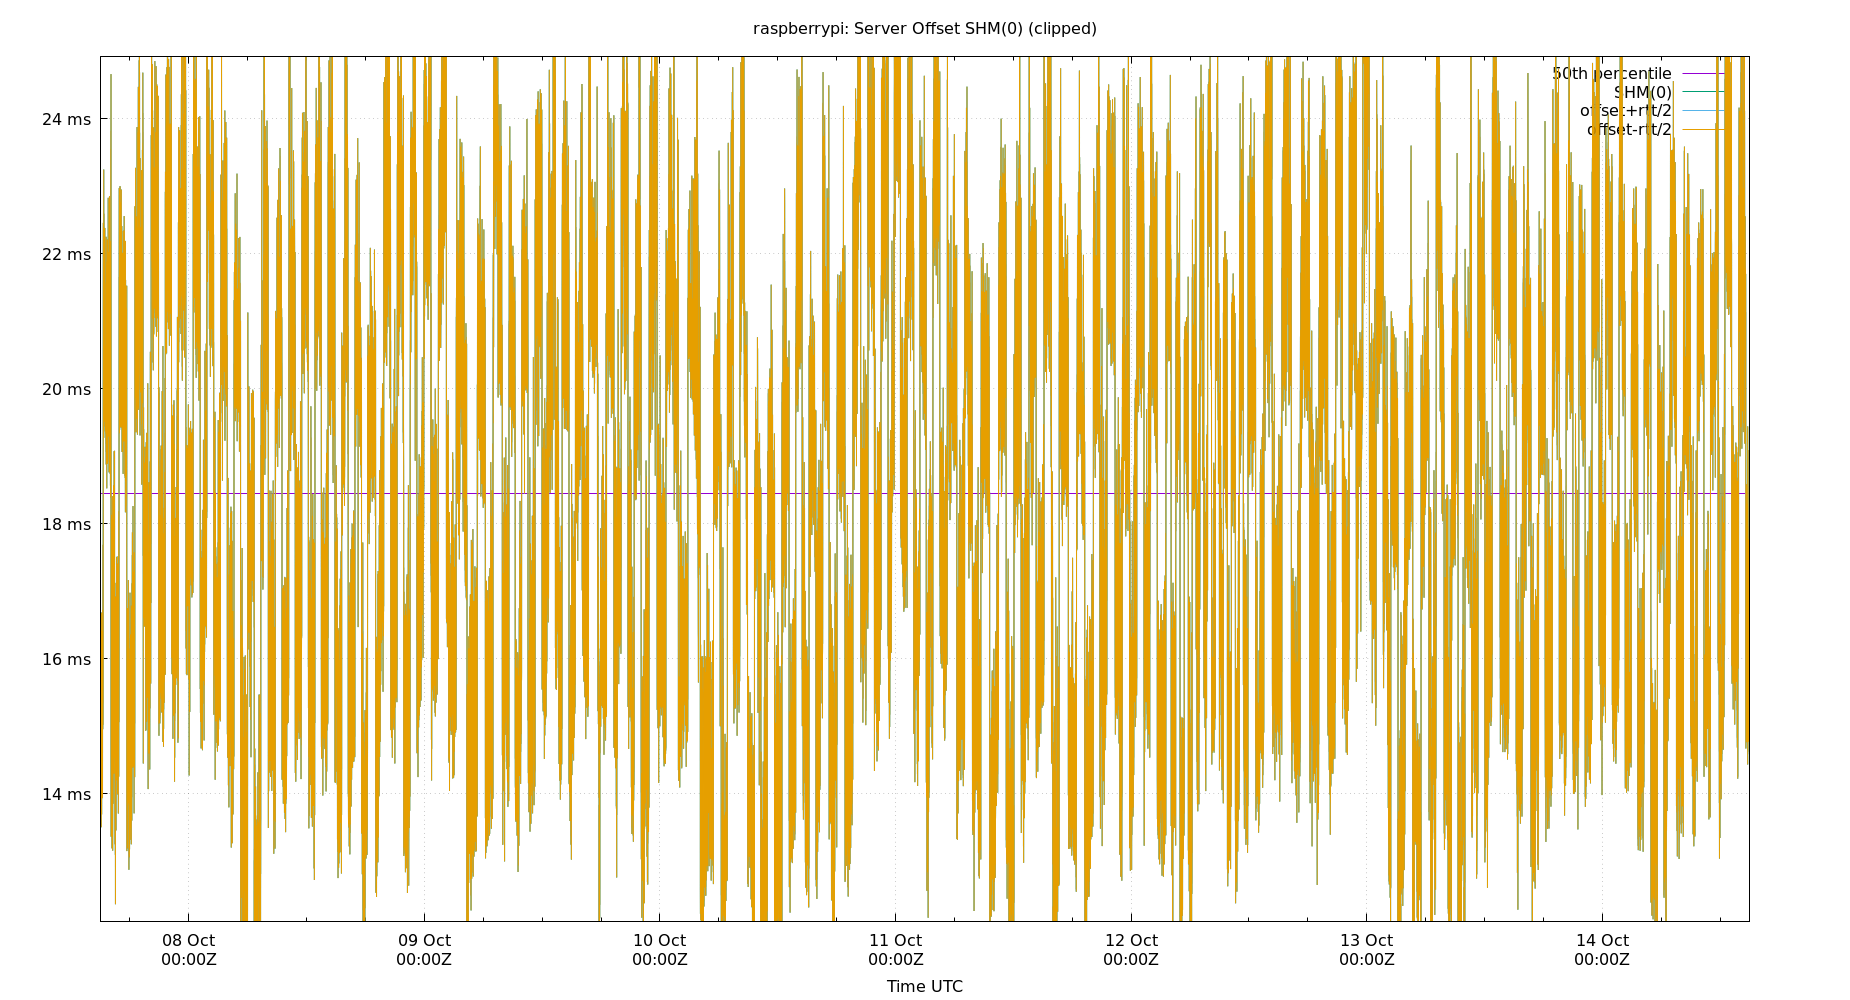 raspberrypi: Server Offset SHM(0) (clipped)
50th percentile
SHM(0)
offset+rtt/2
offset-rtt/2
24 ms
22 ms
20 ms
18 ms
16 ms
14 ms
08 Oct 09 Oct 10 Oct 11 Oct 12 Oct 13 Oct 14 Oct
00:00Z 00:00Z 00:00Z 00:00Z 00:00Z 00:00Z 00:00Z
Time UTC